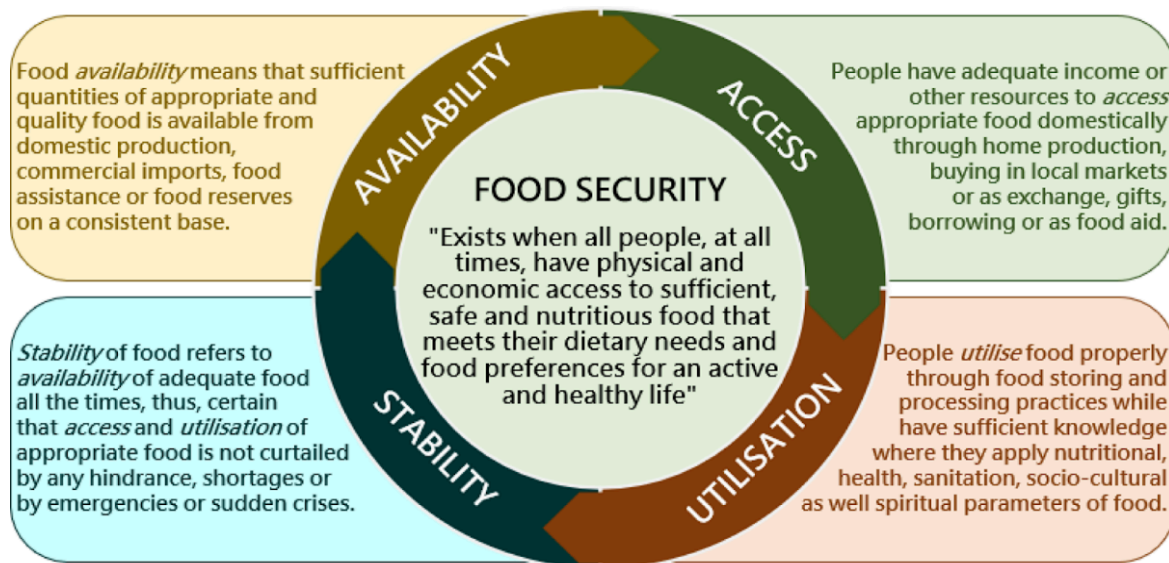 Food availability means that sufficient
quantities of appropriate and
quality food is available from
domestic production,
commercial imports, food
assistance or food reserves
on a consistent base.
AVAILABILITY
ACCESS
People have adequate income or
other resources to access
appropriate food domestically
through home production,
buying in local markets
or as exchange, gifts,
borrowing or as food aid.
FOOD SECURITY
"Exists when all people, at all
times, have physical and
economic access to sufficient,
safe and nutritious food that
meets their dietary needs and
food preferences for an active
and healthy life"
Stability of food refers to
availability of adequate food
all the times, thus, certain
that access and utilisation of
appropriate food is not curtailed
by any hindrance, shortages or
by emergencies or sudden crises.
STABILITY
UTILISATION
People utilise food properly
through food storing and
processing practices while
have sufficient knowledge
where they apply nutritional,
health, sanitation, socio-cultural
as well spiritual parameters of food.